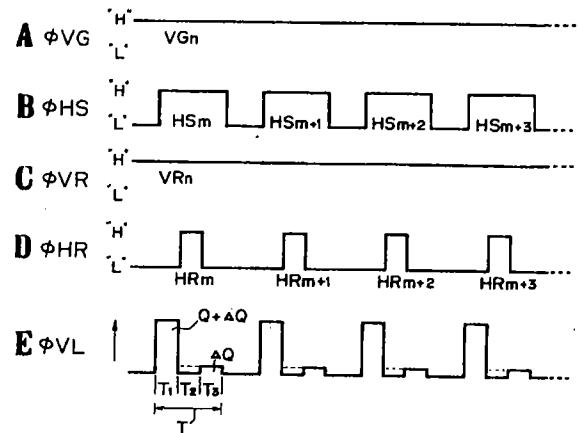 A φVG "H" "L" VGn
B φHS "H" "L" HSm HSm+1 HSm+2 HSm+3
C φVR "H" "L" VRn
D φHR "H" "L" HRm HRm+1 HRm+2 HRm+3
E φVL Q+ΔQ ΔQ
T1 T2 T3
T